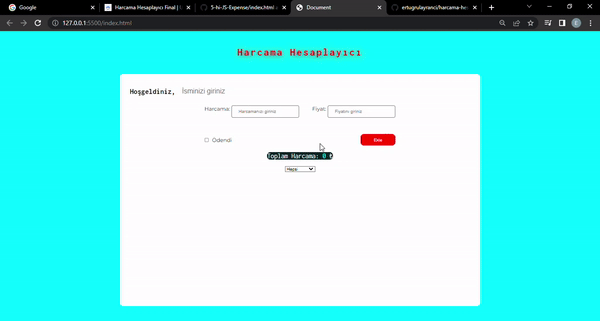 Google
Harcama Hesaplayıcı Final |
5-hi-JS-Expense/index.html
Document
ertugrulayranci/harcama-he
127.0.0.1:5500/index.html
E
Harcama Hesaplayıcı
Hoşgeldiniz, İsminizi giriniz
Harcama: Harcamanızı giriniz Fiyat: Fiyatını giriniz
Ödendi Ekle
Toplam Harcama: 0 ₺
Hepsi